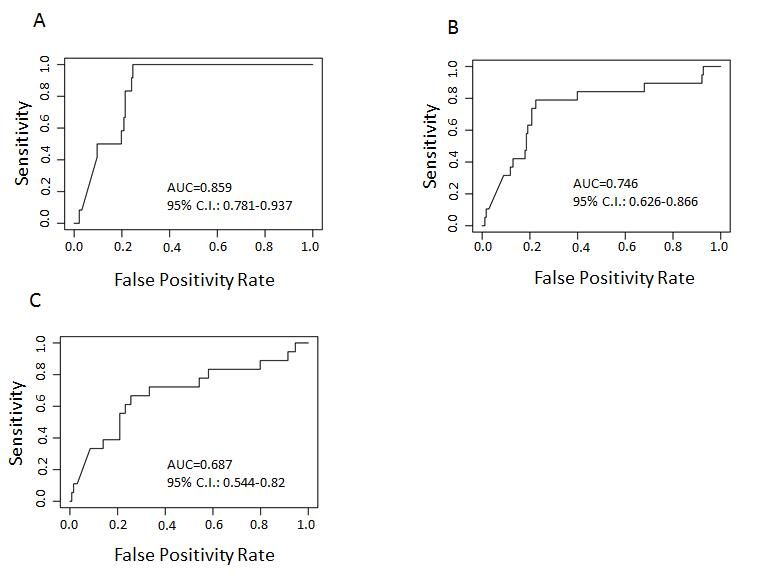 A
1.0
0.8
0.6
0.4
0.2
0.0
Sensitivity
AUC=0.859
95% C.I.: 0.781-0.937
0.0 0.2 0.4 0.6 0.8 1.0
False Positivity Rate
B
1.0
0.8
0.6
0.4
0.2
0.0
Sensitivity
AUC=0.746
95% C.I.: 0.626-0.866
0.0 0.2 0.4 0.6 0.8 1.0
False Positivity Rate
C
1.0
0.8
0.6
0.4
0.2
0.0
Sensitivity
AUC=0.687
95% C.I.: 0.544-0.82
0.0 0.2 0.4 0.6 0.8 1.0
False Positivity Rate